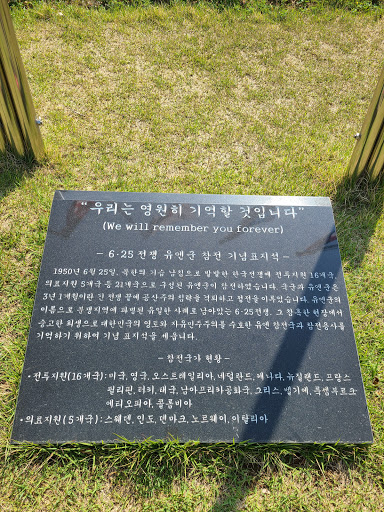 "우리는 영원히 기억할 것입니다"
(We will remember you forever)
- 6·25 전쟁 유엔군 참전 기념표지석 -
1950년 6월 25일, 북한의 기습 남침으로 발발한 한국전쟁에 전투지원 16개국,
의료지원 5개국 등 21개국으로 구성된 유엔군이 참전하였습니다. 국군과 유엔군은
3년 1개월이란 긴 전쟁 끝에 공산수의 침략을 격퇴하고 정전을 이루었습니다. 유엔군의
이름으로 분쟁지역에 파병된 유일한 사례로 남아있는 6·25전쟁, 그 참혹한 현장에서
숭고한 희생으로 대한민국의 영토와 자유민주주의를 수호한 유엔 참전국과 참전용사를
기억하기 위하여 기념 표지석을 세웁니다.
- 참전국가 현황 -
• 전투지원(16개국) : 미국, 영국, 오스트레일리아, 네덜란드, 캐나다, 뉴질랜드, 프랑스
필리핀, 터키, 태국, 남아프리카공화국, 그리스, 벨기에, 룩셈부르크
에티오피아, 콜롬비아
• 의료지원(5개국) : 스웨덴, 인도, 덴마크, 노르웨이, 이탈리아